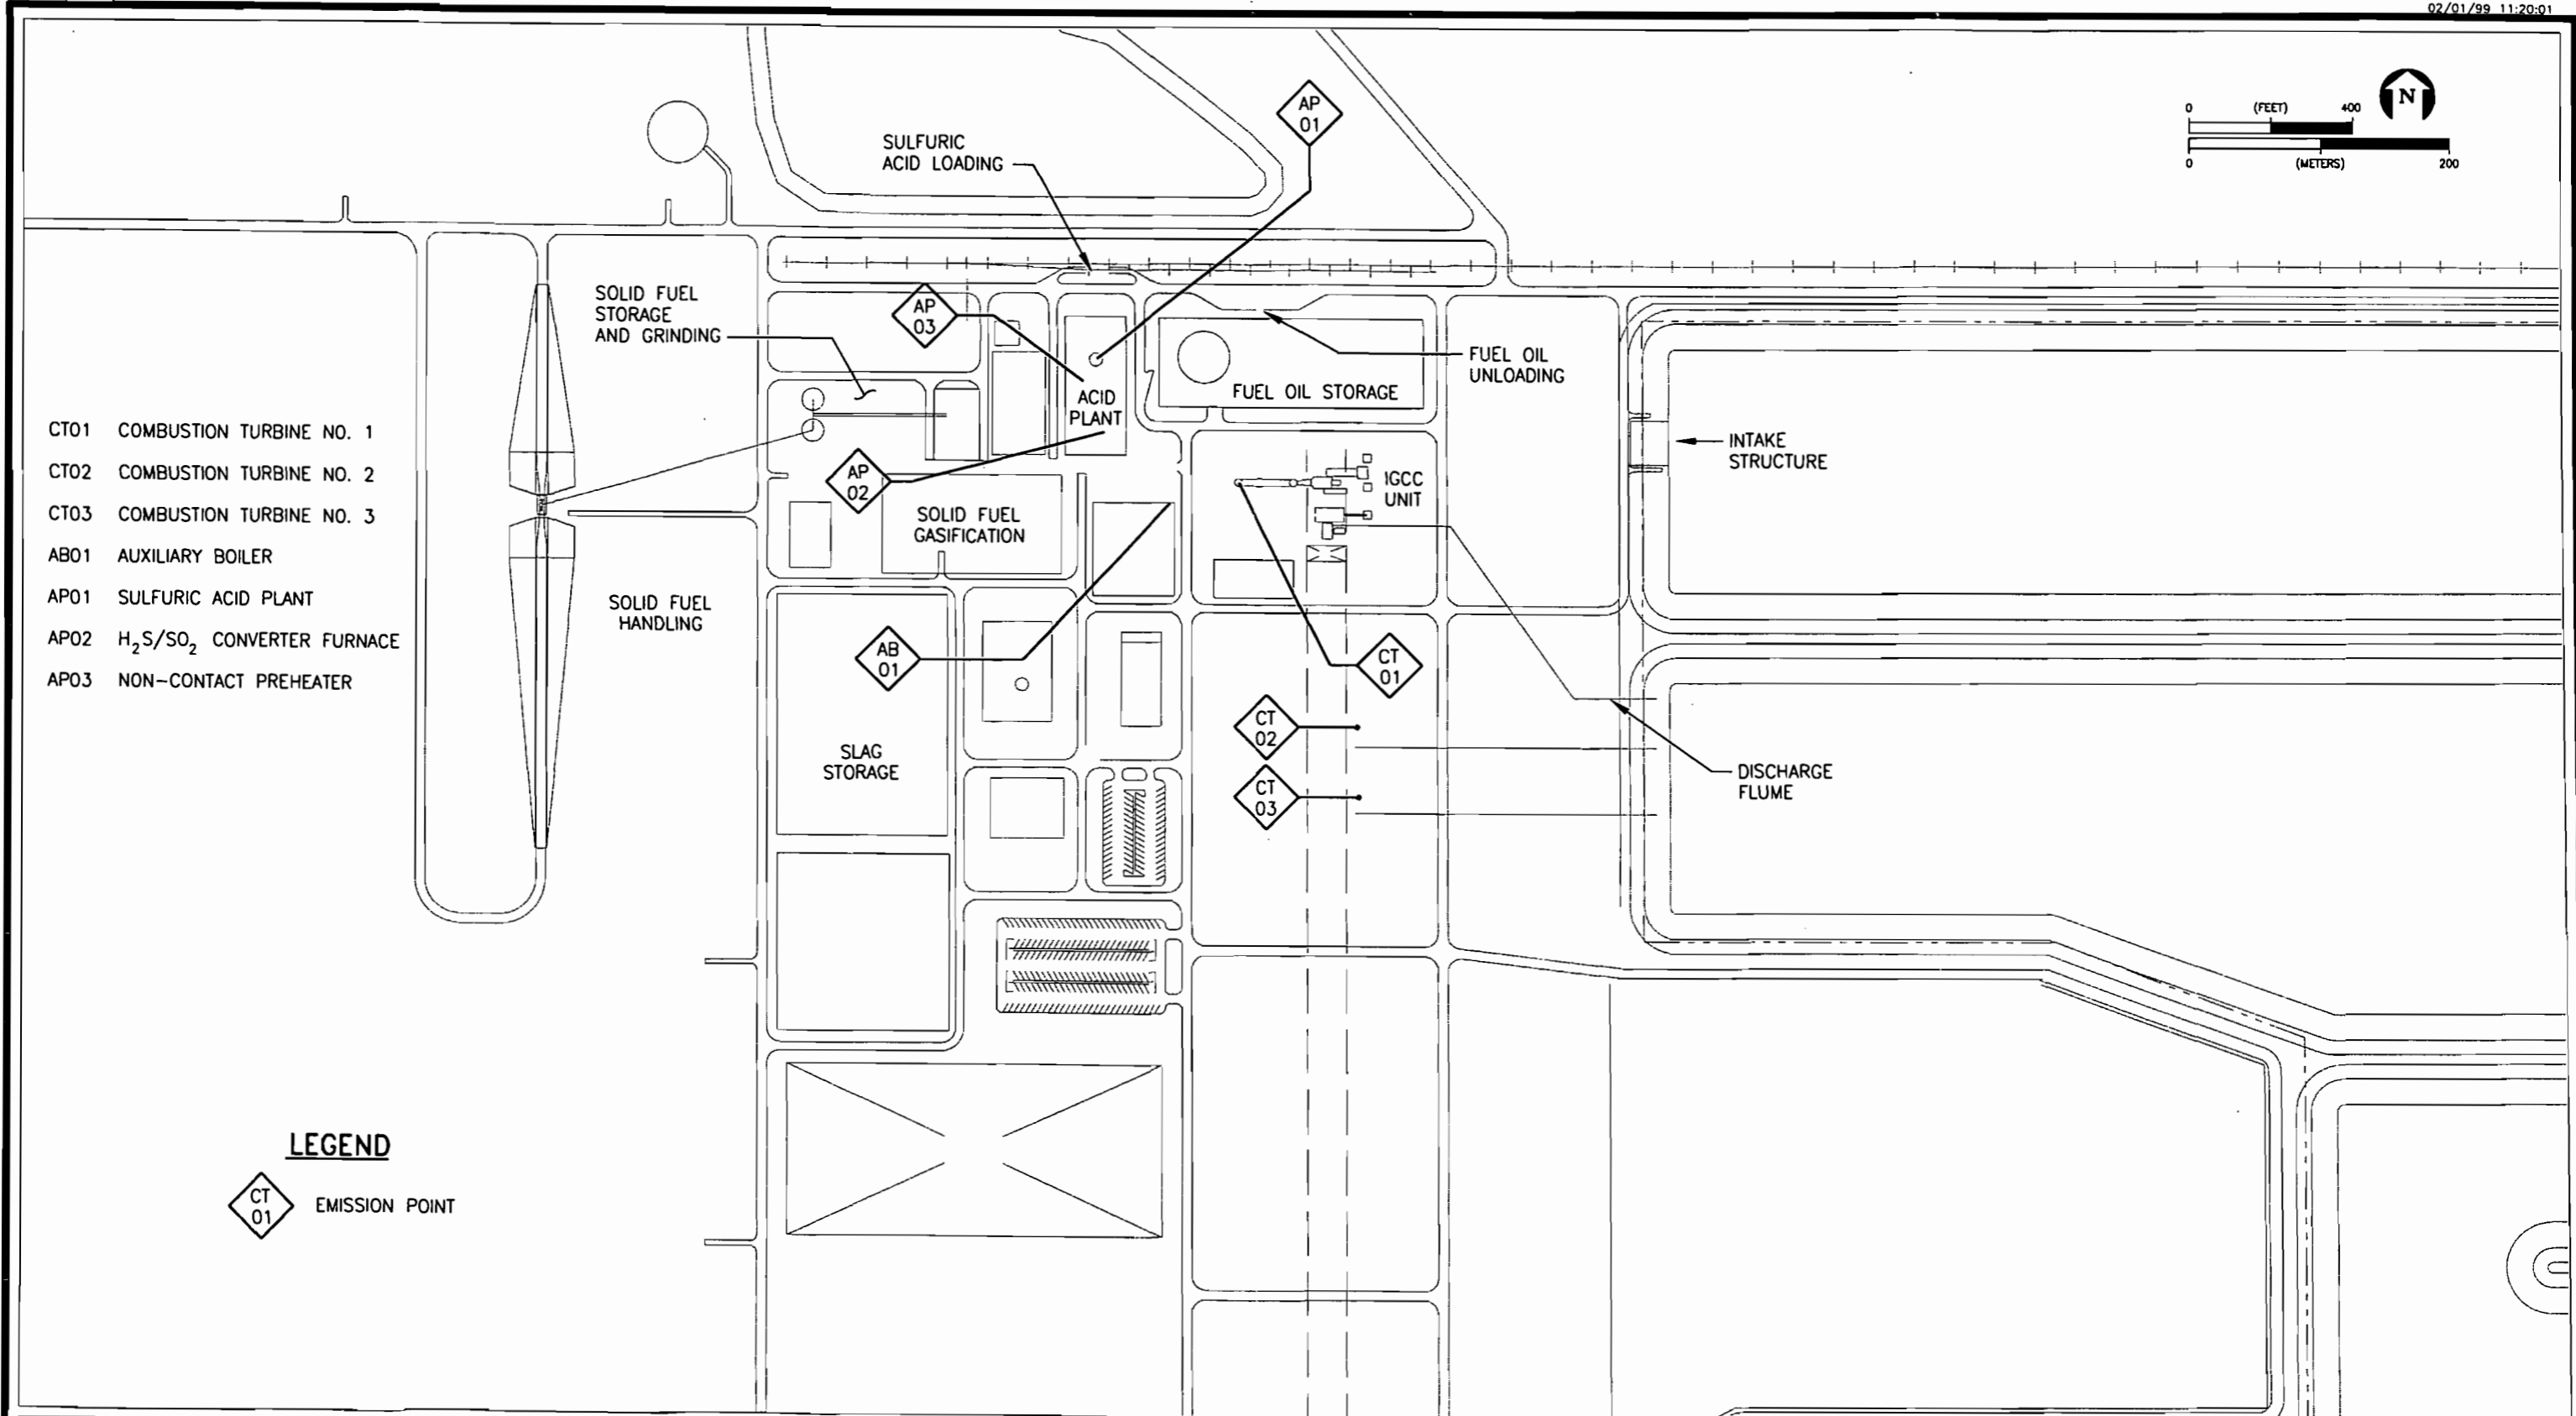 02/01/99 11:20:01
0 (FEET) 400
N
0 (METERS) 200
AP
01
SULFURIC
ACID LOADING
SOLID FUEL
STORAGE
AND GRINDING
AP
03
FUEL OIL
UNLOADING
FUEL OIL STORAGE
ACID
PLANT
CT01 COMBUSTION TURBINE NO. 1
CT02 COMBUSTION TURBINE NO. 2
CT03 COMBUSTION TURBINE NO. 3
AB01 AUXILIARY BOILER
AP01 SULFURIC ACID PLANT
AP02 H₂S/SO₂ CONVERTER FURNACE
AP03 NON-CONTACT PREHEATER
INTAKE
STRUCTURE
AP
02
IGCC
UNIT
SOLID FUEL
GASIFICATION
SOLID FUEL
HANDLING
AB
01
CT
01
CT
02
SLAG
STORAGE
CT
03
DISCHARGE
FLUME
LEGEND
CT
01
EMISSION POINT